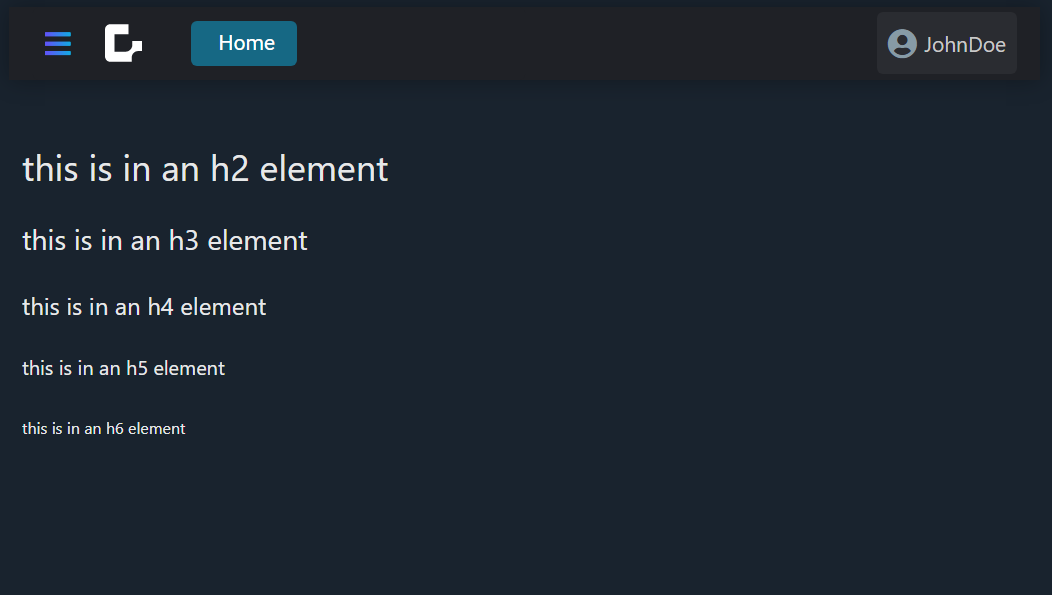 Home
JohnDoe
this is in an h2 element
this is in an h3 element
this is in an h4 element
this is in an h5 element
this is in an h6 element